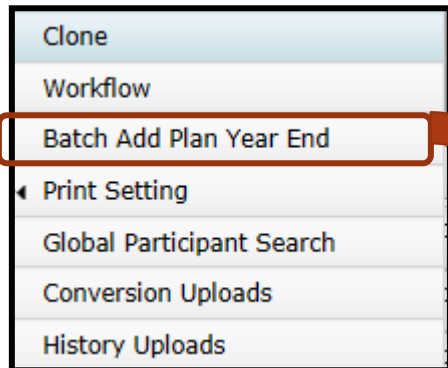 Clone
Workflow
Batch Add Plan Year End
Print Setting
Global Participant Search
Conversion Uploads
History Uploads